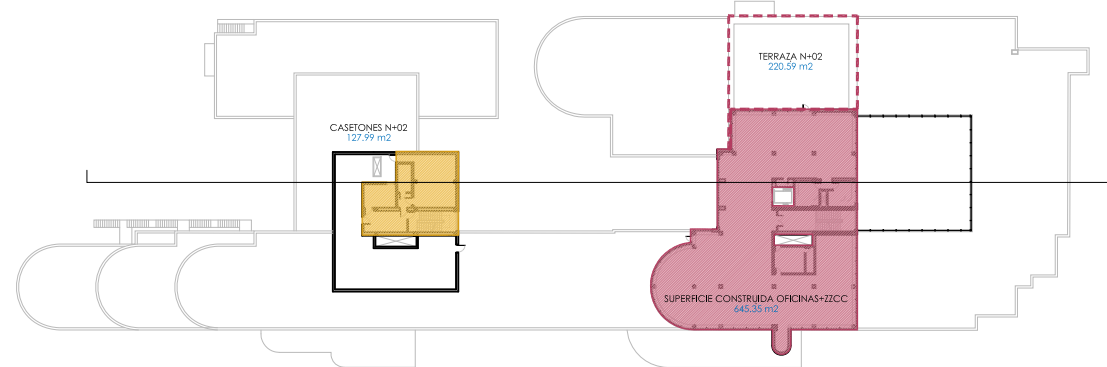 TERRAZA N+02
220.59 m2
CASETONES N+02
127.99 m2
SUPERFICIE CONSTRUIDA OFICINAS+ZZCC
645.35 m2